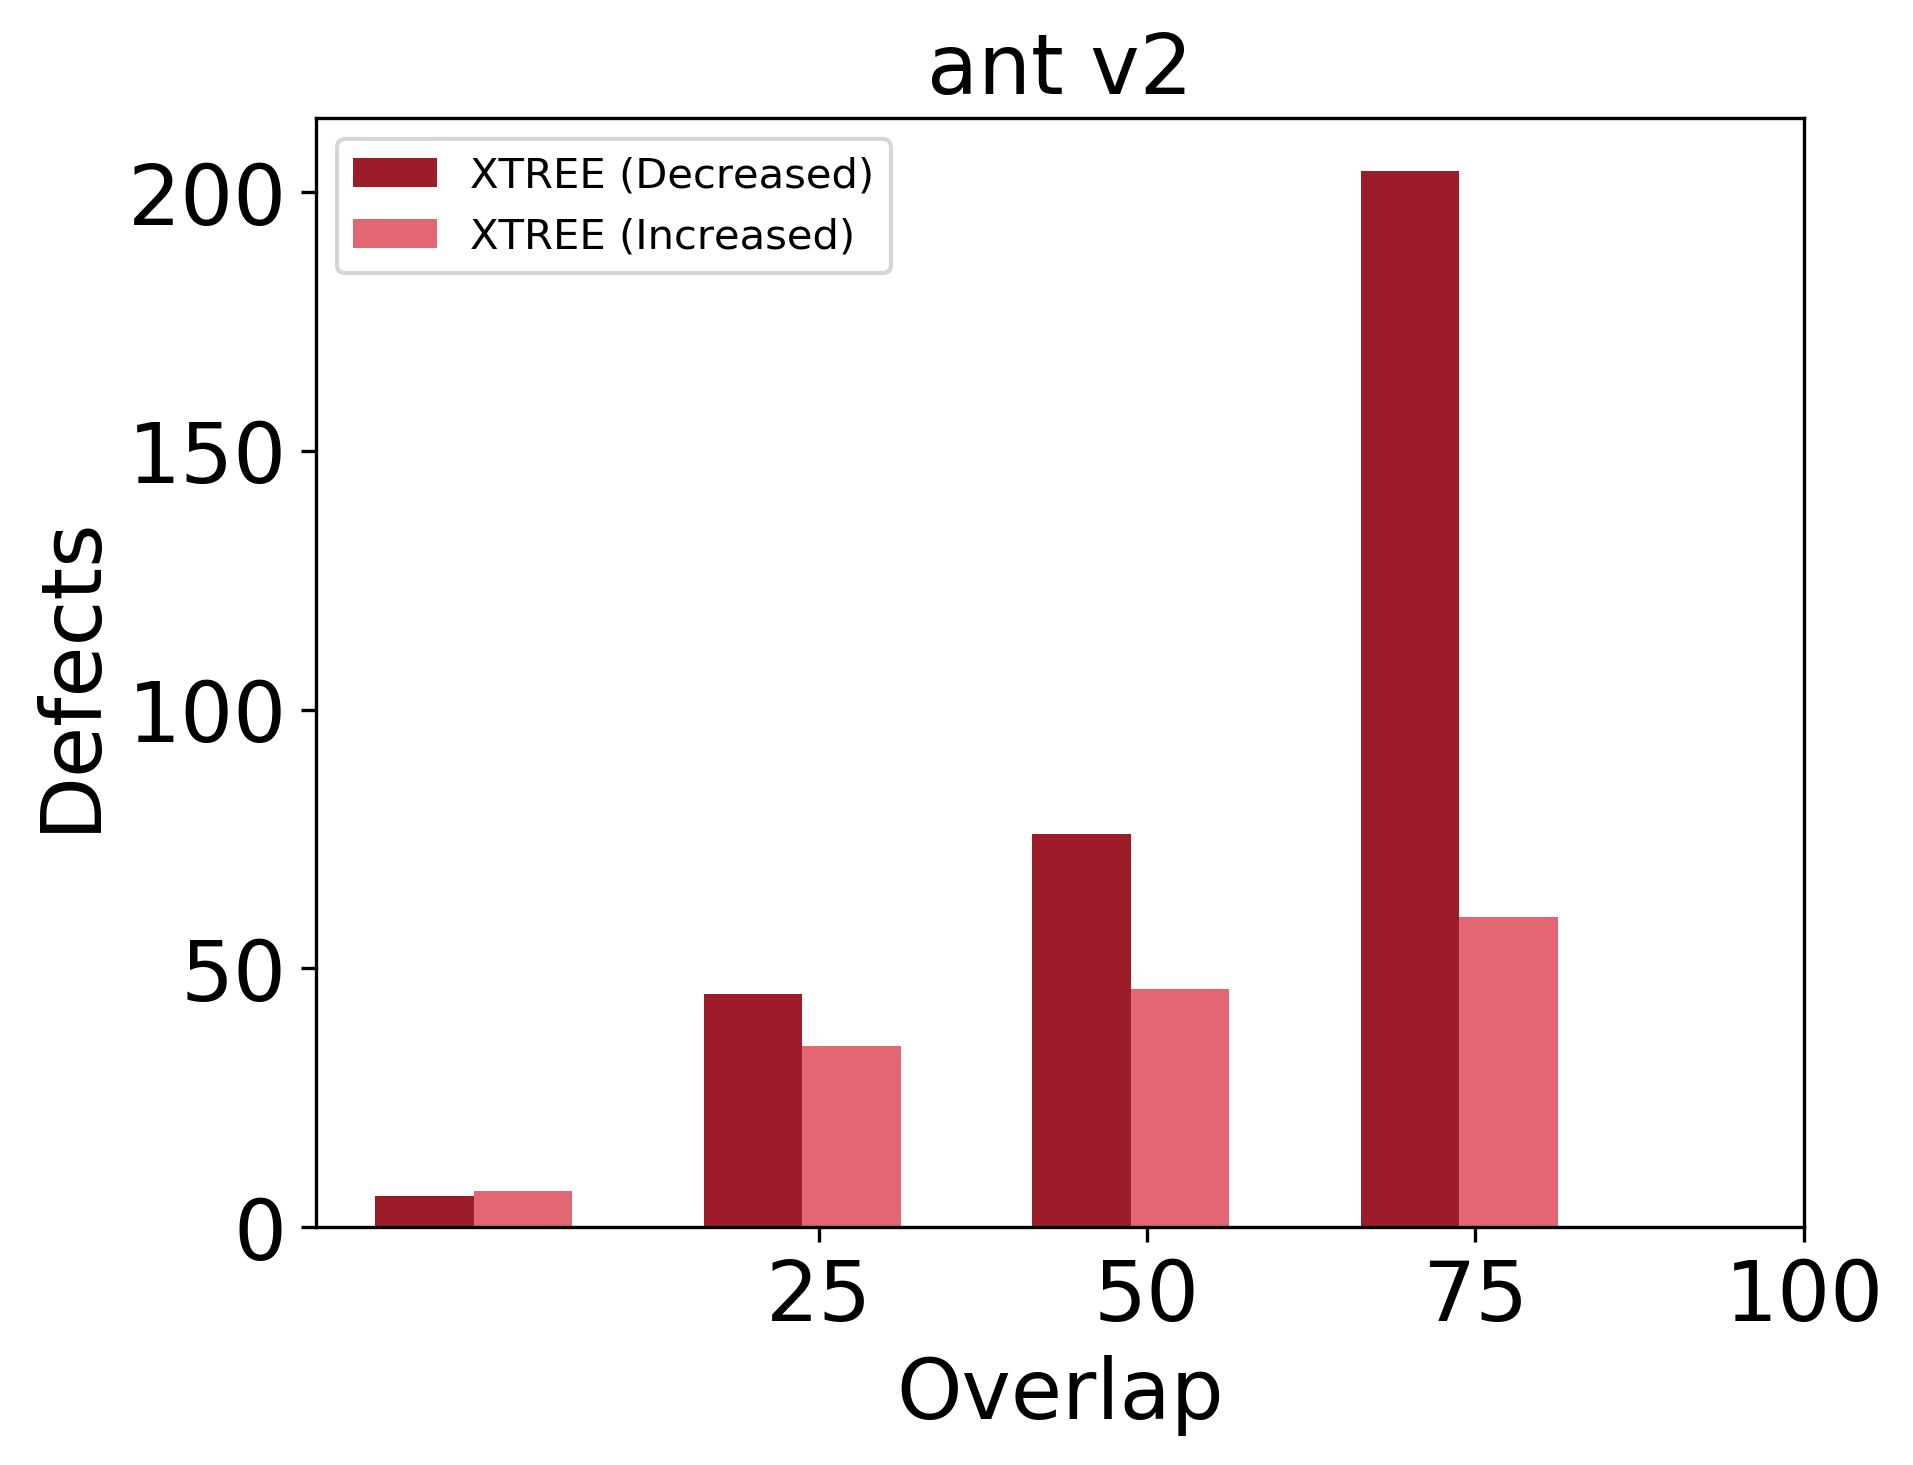 ant v2
XTREE (Decreased)
XTREE (Increased)
200
150
100
50
0
Defects
25 50 75 100
Overlap